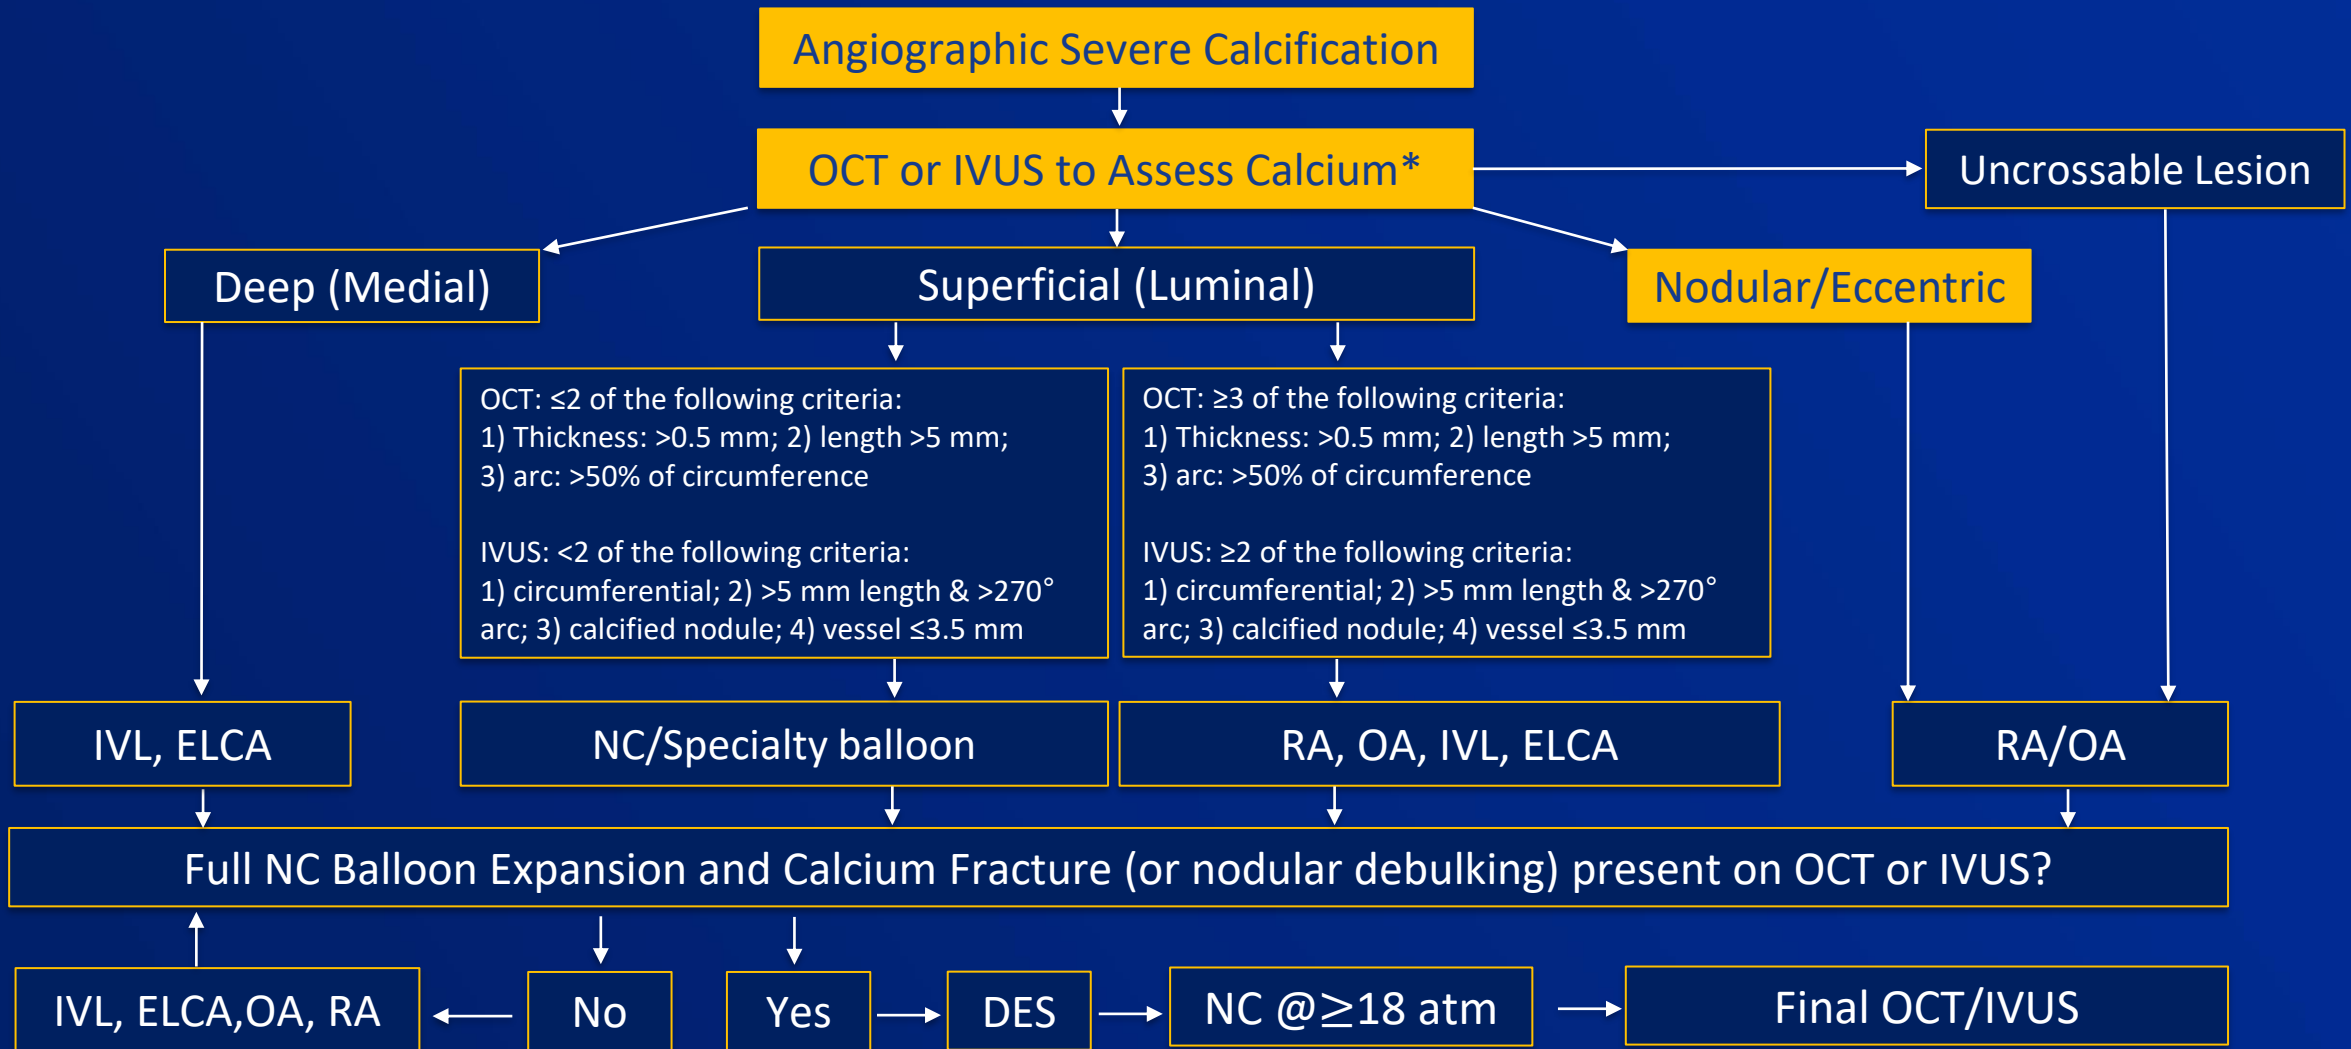 Angiographic Severe Calcification
OCT or IVUS to Assess Calcium*
Uncrossable Lesion
Deep (Medial)
Superficial (Luminal)
Nodular/Eccentric
OCT: ≤2 of the following criteria:
1) Thickness: >0.5 mm; 2) length >5 mm;
3) arc: >50% of circumference
IVUS: <2 of the following criteria:
1) circumferential; 2) >5 mm length & >270°
arc; 3) calcified nodule; 4) vessel ≤3.5 mm
OCT: ≥3 of the following criteria:
1) Thickness: >0.5 mm; 2) length >5 mm;
3) arc: >50% of circumference
IVUS: ≥2 of the following criteria:
1) circumferential; 2) >5 mm length & >270°
arc; 3) calcified nodule; 4) vessel ≤3.5 mm
IVL, ELCA
NC/Specialty balloon
RA, OA, IVL, ELCA
RA/OA
Full NC Balloon Expansion and Calcium Fracture (or nodular debulking) present on OCT or IVUS?
IVL, ELCA,OA, RA
No
Yes
DES
NC @≥18 atm
Final OCT/IVUS